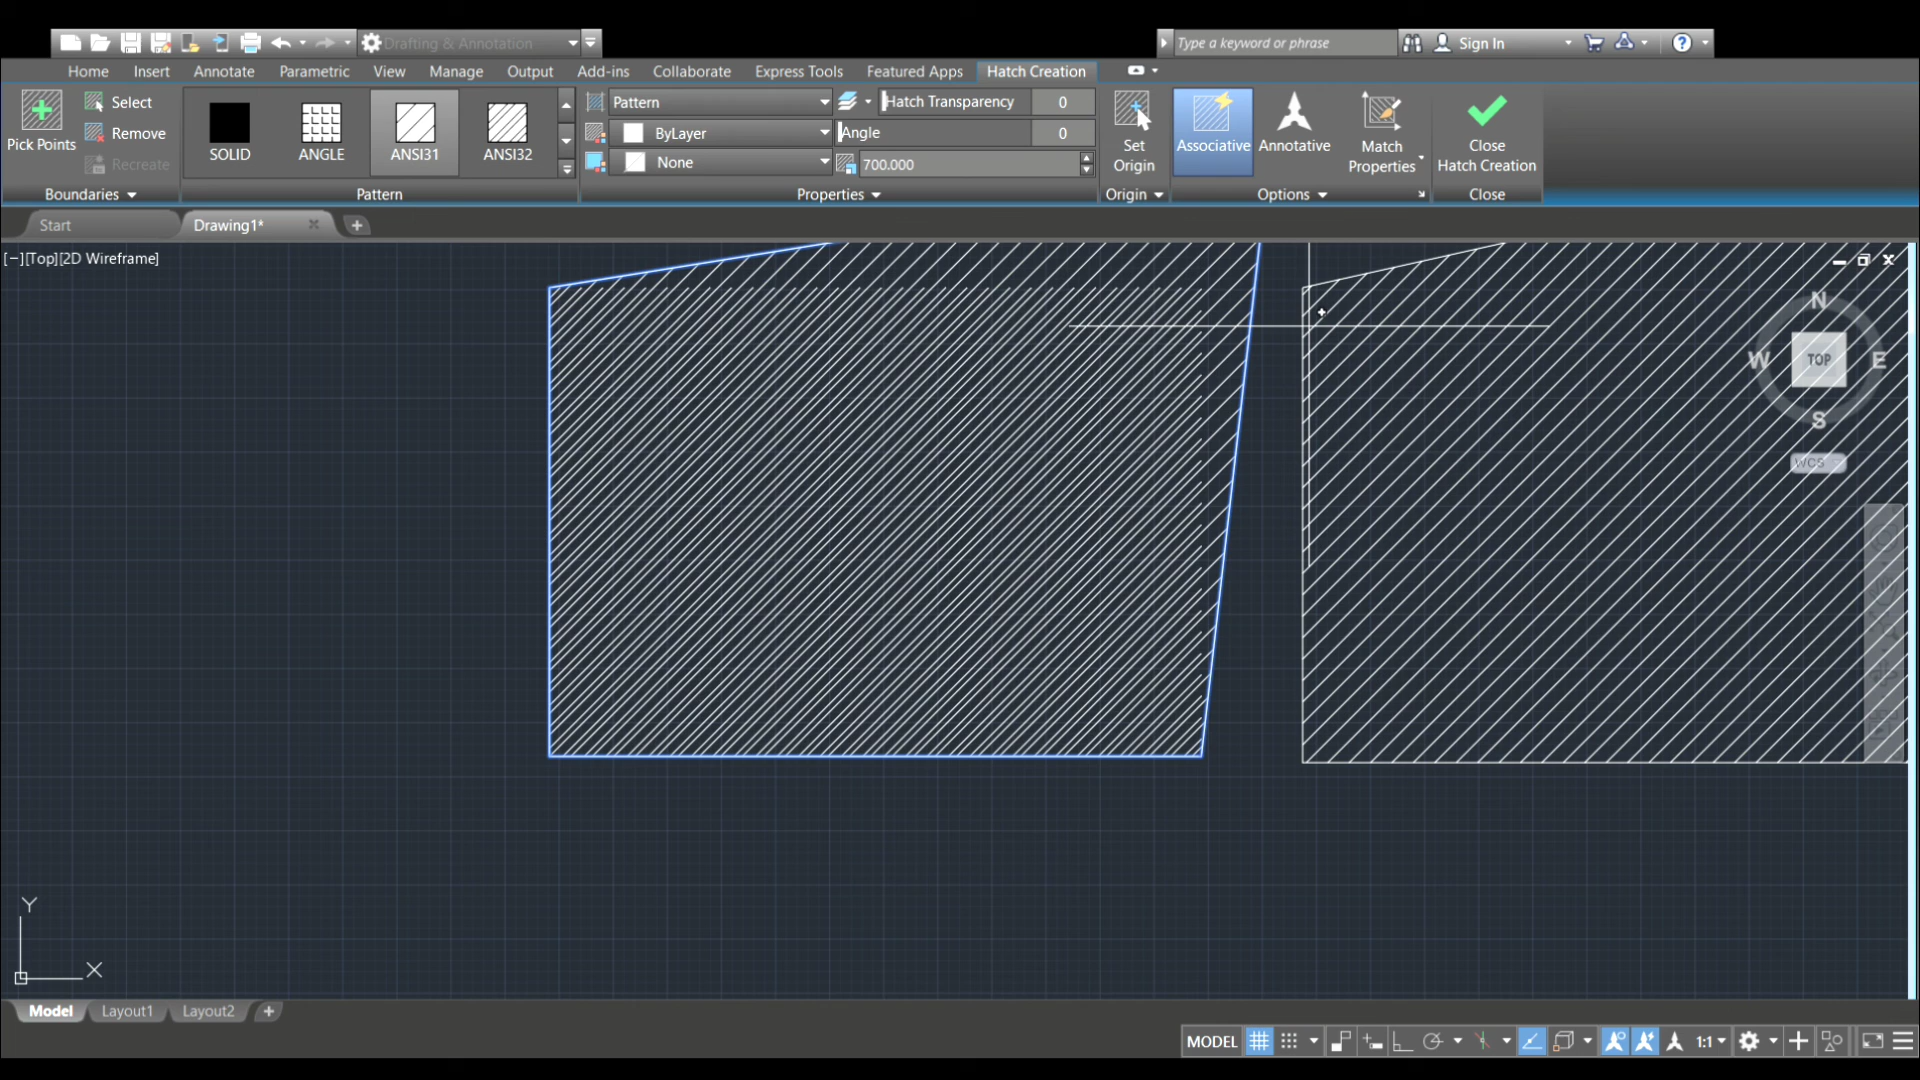 Drafting & Annotation
Type a keyword or phrase
Sign In
Home Insert Annotate Parametric View Manage Output Add-ins Collaborate Express Tools Featured Apps Hatch Creation
Pick Points
Select
Remove
Recreate
Boundaries
SOLID ANGLE ANSI31 ANSI32
Pattern
Pattern
ByLayer
None
Hatch Transparency 0
Angle 0
700.000
Properties
Set
Origin
Origin
Associative
Annotative
Match
Properties
Options
Close
Hatch Creation
Close
Start
Drawing1*
[−][Top][2D Wireframe]
N
W TOP E
S
WCS
Y
X
Model Layout1 Layout2
MODEL 1:1